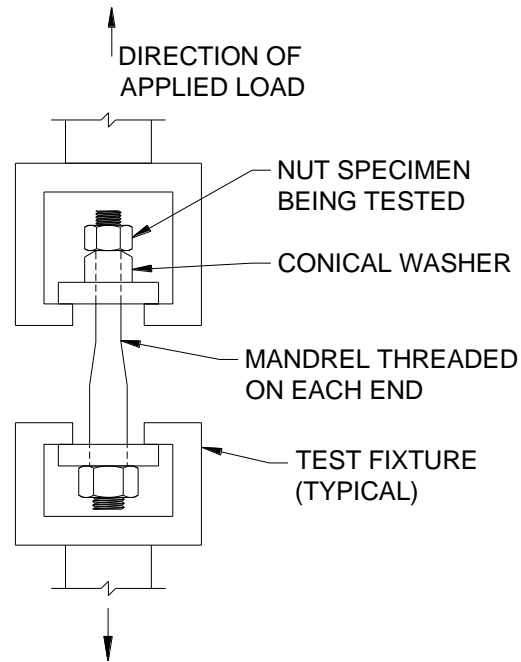 DIRECTION OF
APPLIED LOAD
NUT SPECIMEN
BEING TESTED
CONICAL WASHER
MANDREL THREADED
ON EACH END
TEST FIXTURE
(TYPICAL)